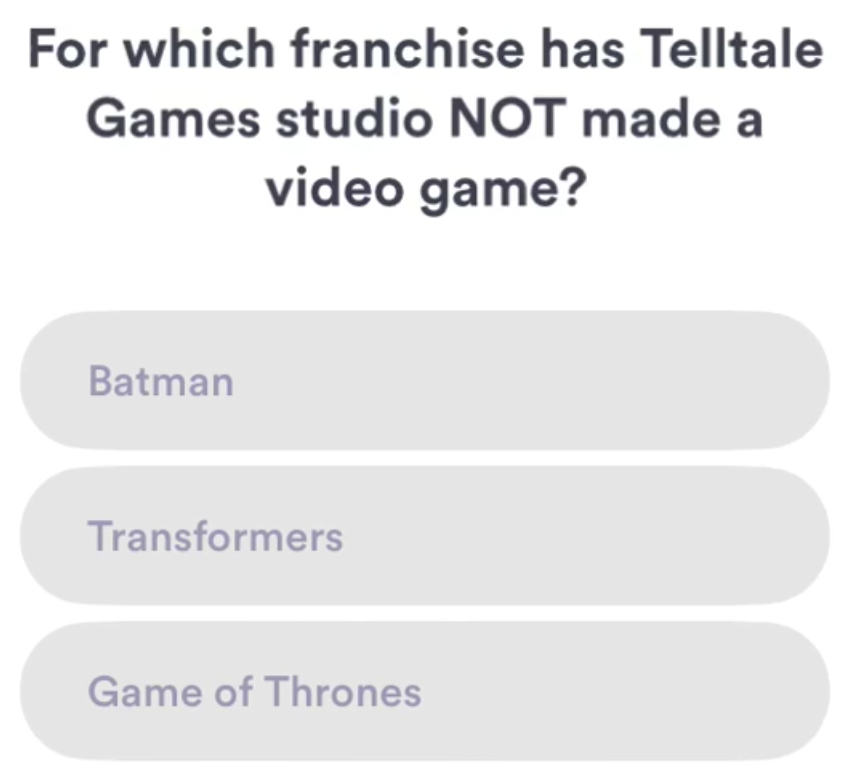 For which franchise has Telltale
Games studio NOT made a
video game?
Batman
Transformers
Game of Thrones